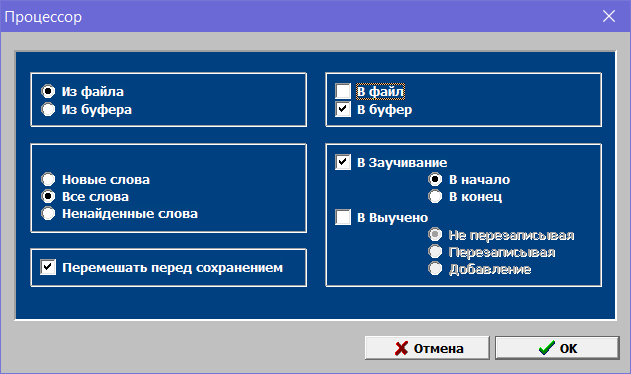 Процессор
Из файла
Из буфера
В файл
В буфер
Новые слова
Все слова
Ненайденные слова
Перемешать перед сохранением
В Заучивание
В начало
В конец
В Выучено
Не перезаписывая
Перезаписывая
Добавление
Отмена
OK